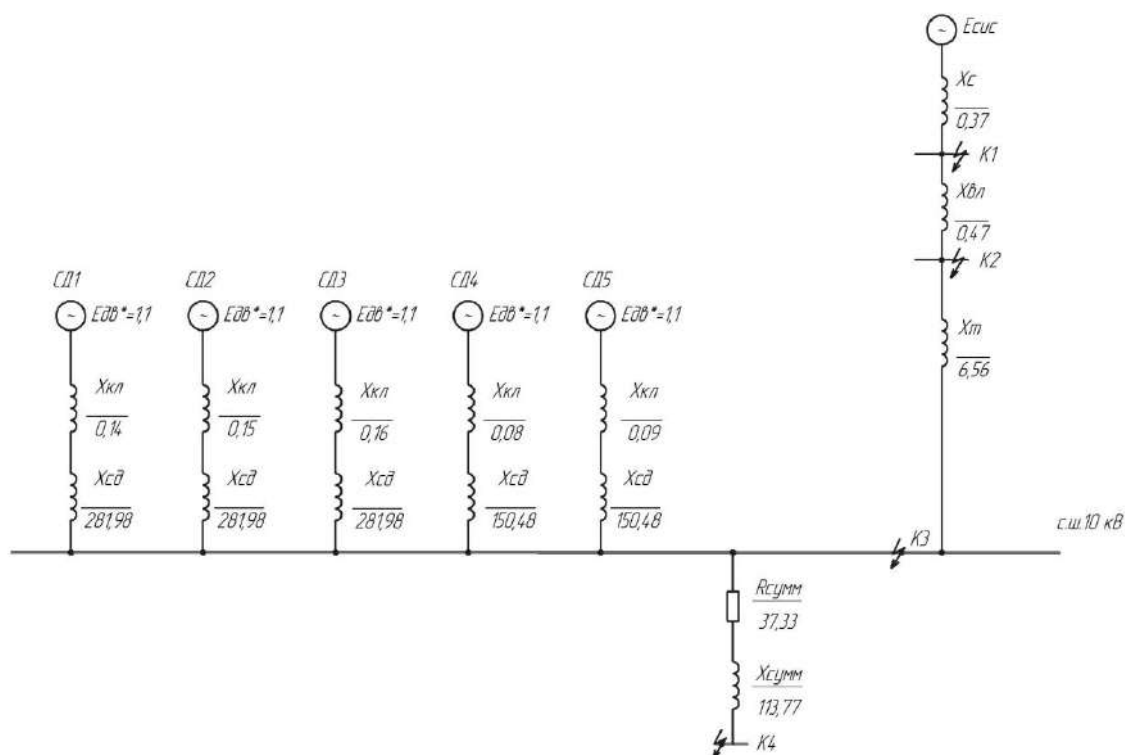 Eсис
Xс
0,37
K1
Xвл
0,47
K2
СД1
СД2
СД3
СД4
СД5
Eдв*=1,1
Eдв*=1,1
Eдв*=1,1
Eдв*=1,1
Eдв*=1,1
Xт
6,56
Xкл
Xкл
Xкл
Xкл
Xкл
0,14
0,15
0,16
0,08
0,09
Xсд
Xсд
Xсд
Xсд
Xсд
281,98
281,98
281,98
150,48
150,48
с.ш.10 кВ
K3
Rсумм
37,33
Xсумм
113,77
K4